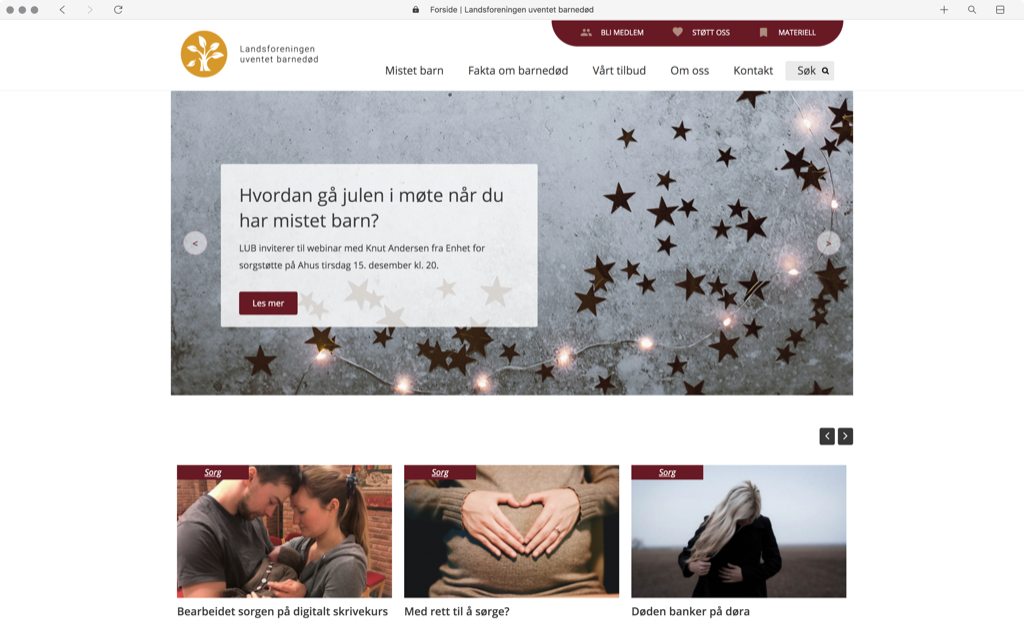 Forside | Landsforeningen uventet barnedød
BLI MEDLEM
STØTT OSS
MATERIELL
Landsforeningen
uventet barnedød
Mistet barn
Fakta om barnedød
Vårt tilbud
Om oss
Kontakt
Søk
Hvordan gå julen i møte når du
har mistet barn?
LUB inviterer til webinar med Knut Andersen fra Enhet for
sorgstøtte på Ahus tirsdag 15. desember kl. 20.
<
>
Les mer
Sorg
Sorg
Sorg
Bearbeidet sorgen på digitalt skrivekurs
Med rett til å sørge?
Døden banker på døra